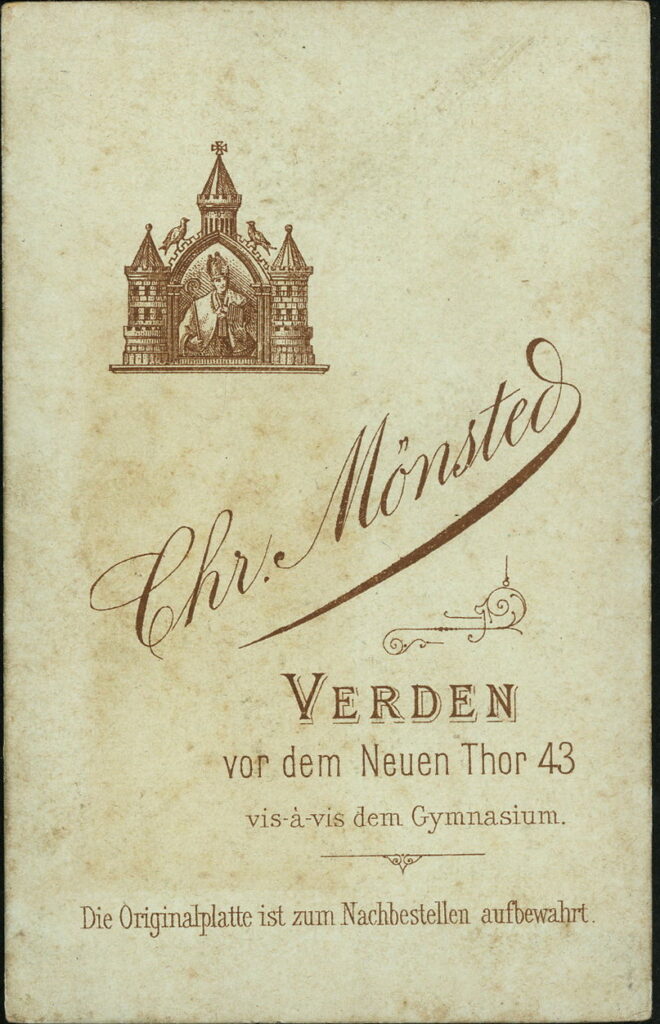 Chr. Mönsted
VERDEN
vor dem Neuen Thor 43
vis-à-vis dem Gymnasium.
Die Originalplatte ist zum Nachbestellen aufbewahrt.